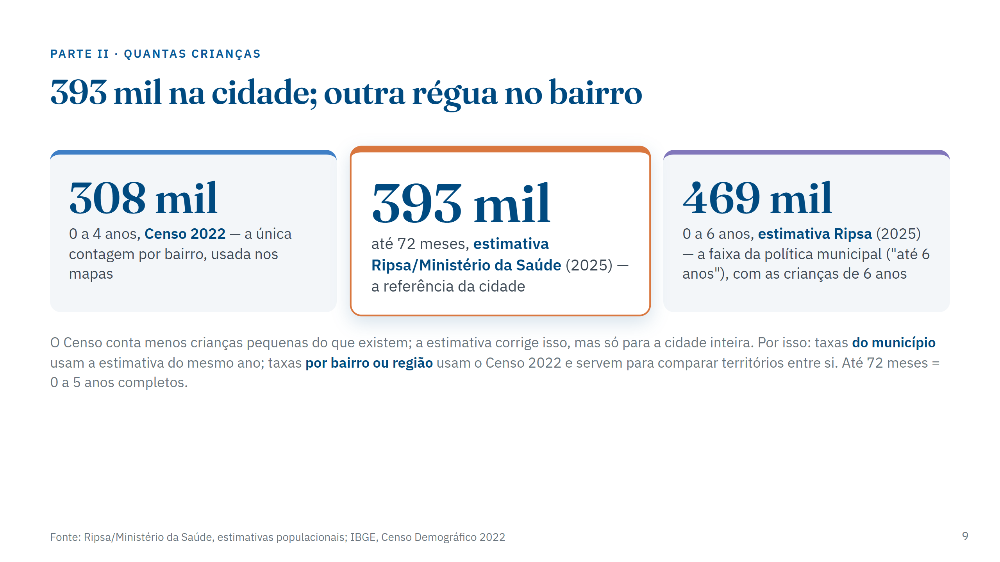 PARTE II · QUANTAS CRIANÇAS
393 mil na cidade; outra régua no bairro
308 mil
0 a 4 anos, Censo 2022 — a única
contagem por bairro, usada nos
mapas
393 mil
até 72 meses, estimativa
Ripsa/Ministério da Saúde (2025) —
a referência da cidade
469 mil
0 a 6 anos, estimativa Ripsa (2025)
— a faixa da política municipal ("até 6
anos"), com as crianças de 6 anos
O Censo conta menos crianças pequenas do que existem; a estimativa corrige isso, mas só para a cidade inteira. Por isso: taxas do município
usam a estimativa do mesmo ano; taxas por bairro ou região usam o Censo 2022 e servem para comparar territórios entre si. Até 72 meses =
0 a 5 anos completos.
Fonte: Ripsa/Ministério da Saúde, estimativas populacionais; IBGE, Censo Demográfico 2022
9